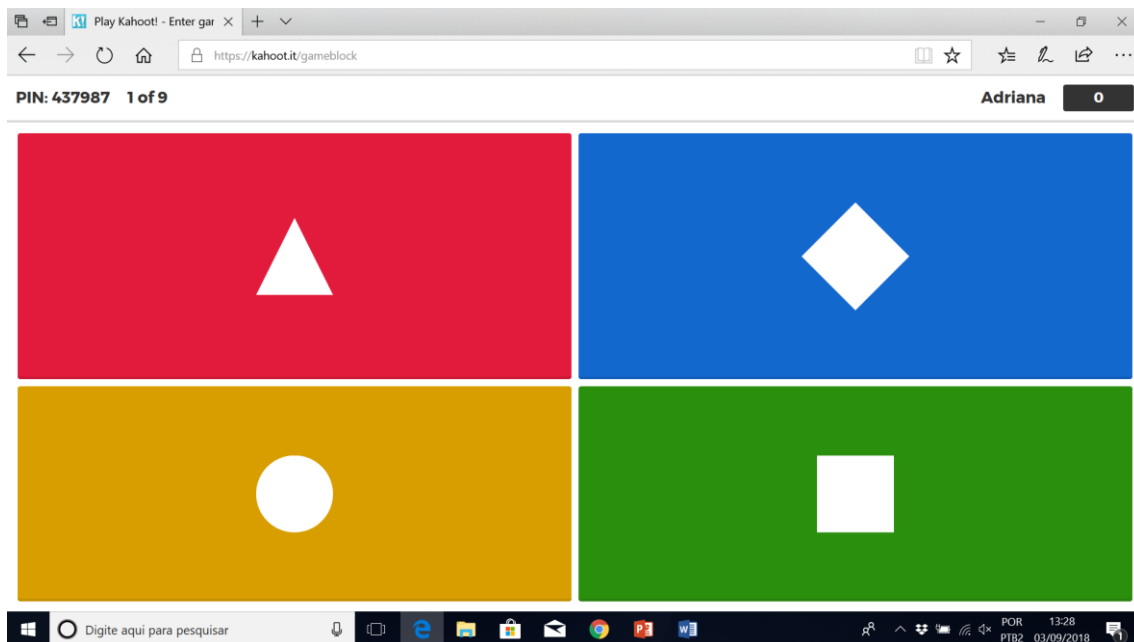 Play Kahoot! - Enter gar
https://kahoot.it/gameblock
PIN: 437987 1 of 9 Adriana 0
Digite aqui para pesquisar
POR 13:28
PTB2 03/09/2018